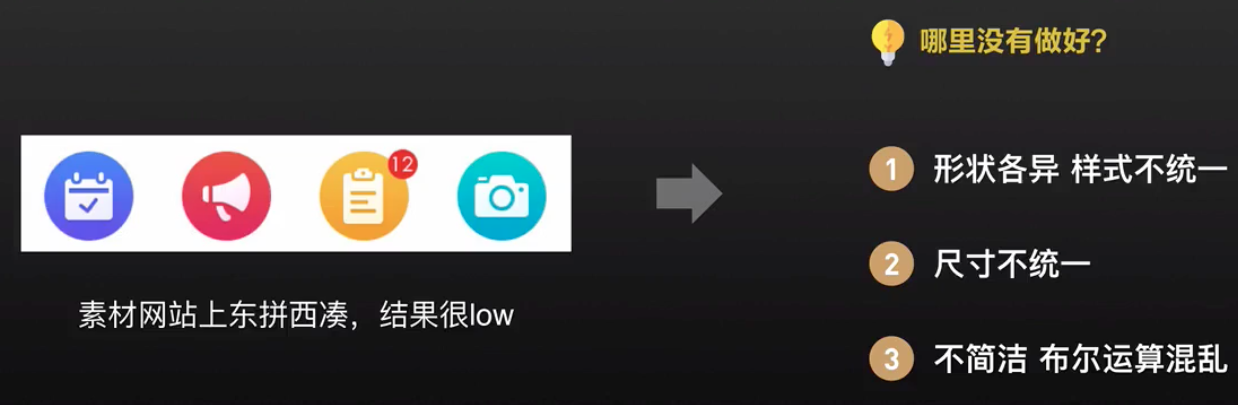 哪里没有做好?
12
素材网站上东拼西凑，结果很low
1 形状各异 样式不统一
2 尺寸不统一
3 不简洁 布尔运算混乱